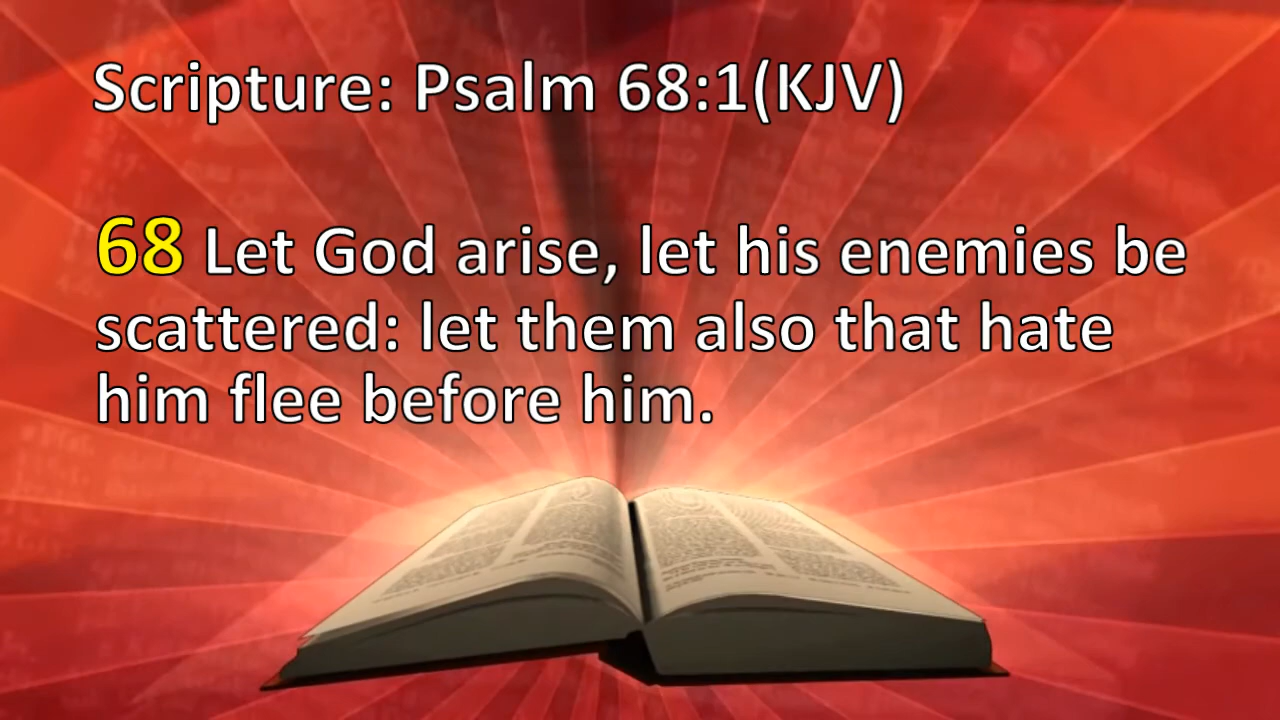 Scripture: Psalm 68:1(KJV)
68 Let God arise, let his enemies be
scattered: let them also that hate
him flee before him.